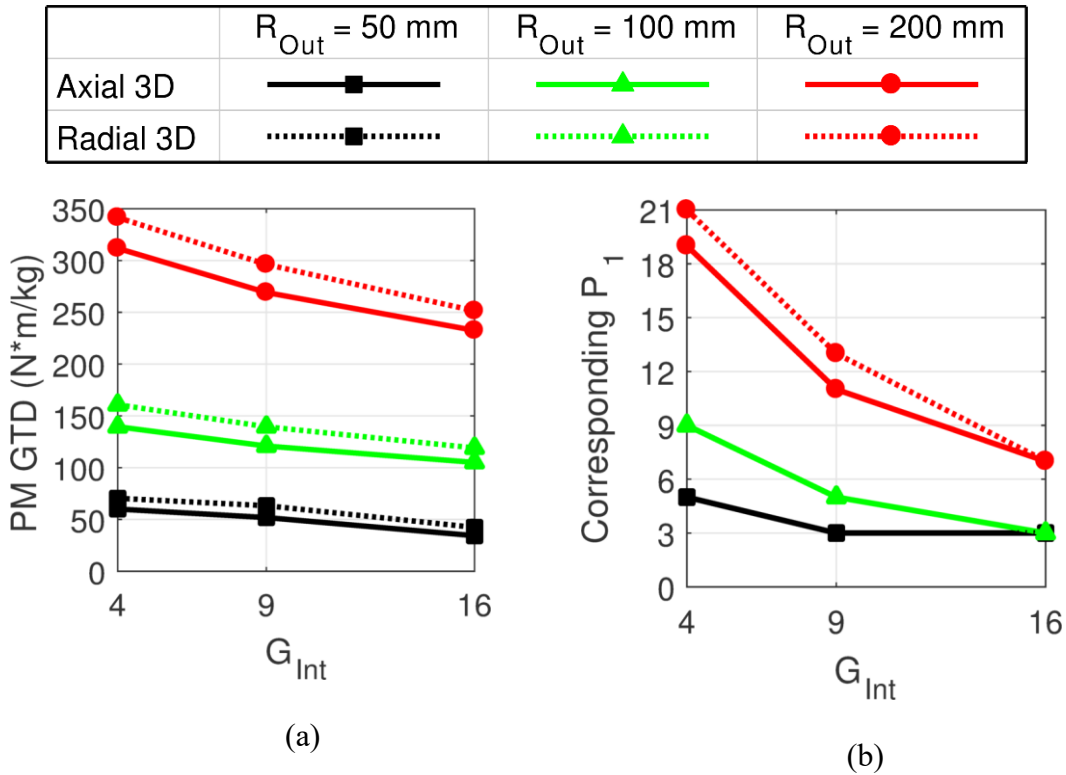 R_Out = 50 mm R_Out = 100 mm R_Out = 200 mm
Axial 3D
Radial 3D
350
300
250
200
150
100
50
0
PM GTD (N*m/kg)
4 9 16
G_Int
(a)
21
18
15
12
9
6
3
0
Corresponding P_1
4 9 16
G_Int
(b)